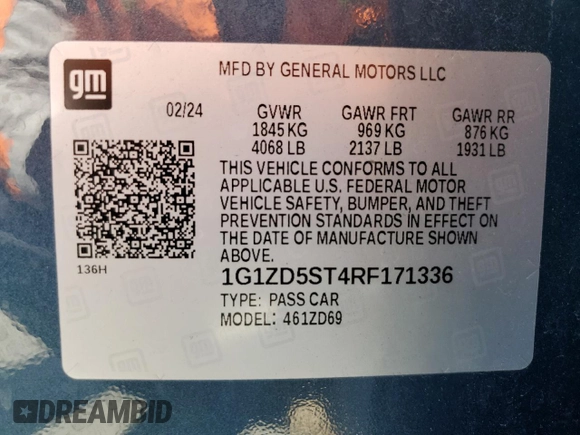 gm
MFD BY GENERAL MOTORS LLC
02/24
GVWR GAWR FRT GAWR RR
1845 KG 969 KG 876 KG
4068 LB 2137 LB 1931 LB
THIS VEHICLE CONFORMS TO ALL
APPLICABLE U.S. FEDERAL MOTOR
VEHICLE SAFETY, BUMPER, AND THEFT
PREVENTION STANDARDS IN EFFECT ON
THE DATE OF MANUFACTURE SHOWN
ABOVE.
136H
1G1ZD5ST4RF171336
TYPE: PASS CAR
MODEL: 461ZD69
DREAMBID